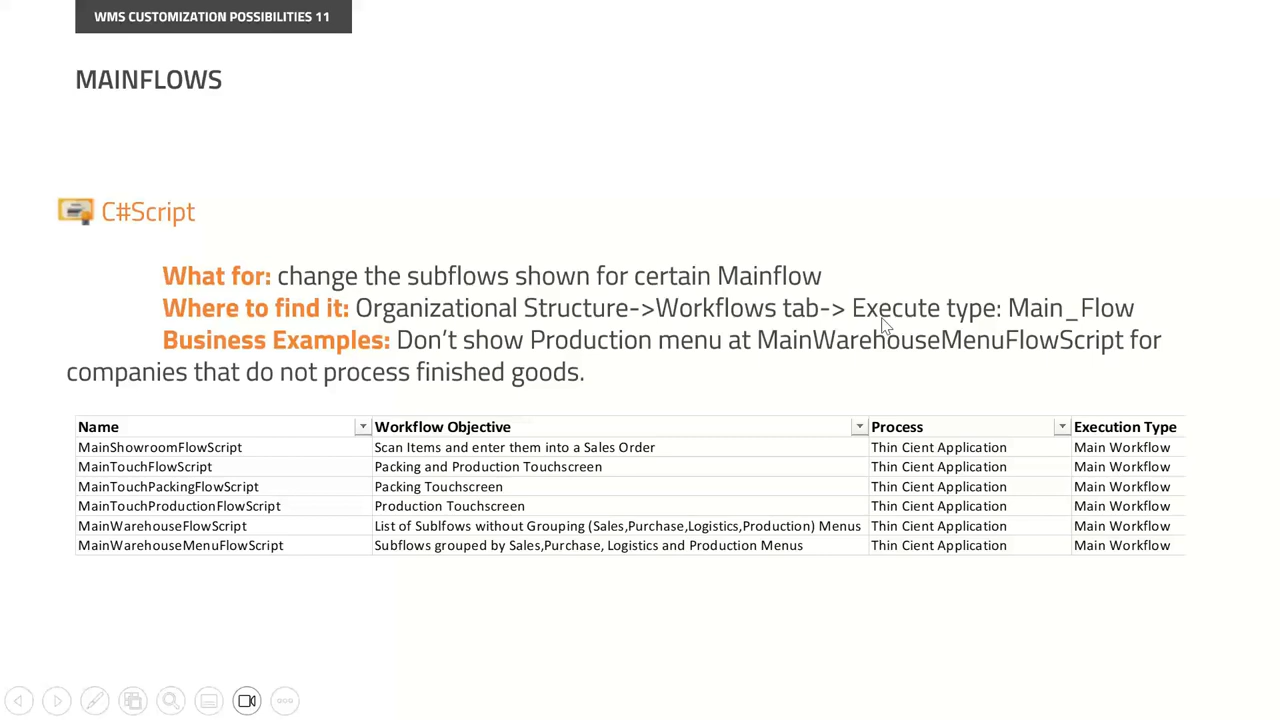 WMS CUSTOMIZATION POSSIBILITIES 11
MAINFLOWS
C#Script
What for: change the subflows shown for certain Mainflow
Where to find it: Organizational Structure->Workflows tab-> Execute type: Main_Flow
Business Examples: Don't show Production menu at MainWarehouseMenuFlowScript for
companies that do not process finished goods.
Name Workflow Objective Process Execution Type
MainShowroomFlowScript Scan Items and enter them into a Sales Order Thin Cient Application Main Workflow
MainTouchFlowScript Packing and Production Touchscreen Thin Cient Application Main Workflow
MainTouchPackingFlowScript Packing Touchscreen Thin Cient Application Main Workflow
MainTouchProductionFlowScript Production Touchscreen Thin Cient Application Main Workflow
MainWarehouseFlowScript List of Sublfows without Grouping (Sales,Purchase,Logistics,Production) Menus Thin Cient Application Main Workflow
MainWarehouseMenuFlowScript Subflows grouped by Sales,Purchase, Logistics and Production Menus Thin Cient Application Main Workflow